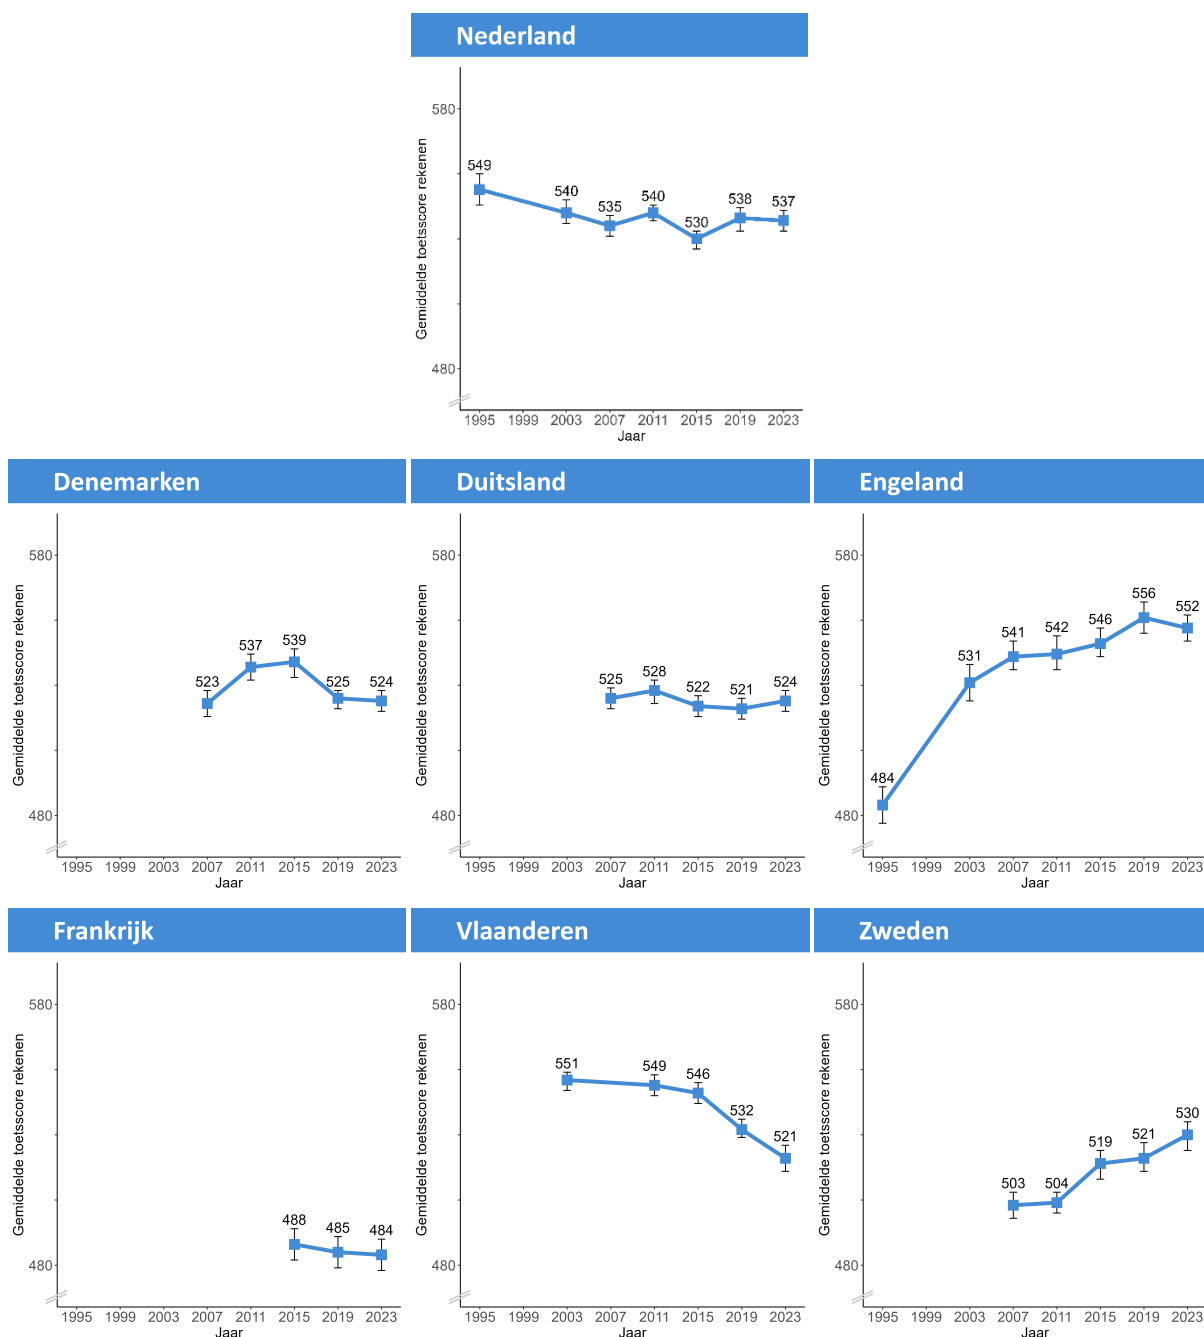 Nederland
Gemiddelde toetsscore rekenen
580
480
549
540
535
540
530
538
537
1995 1999 2003 2007 2011 2015 2019 2023
Jaar
Denemarken
Gemiddelde toetsscore rekenen
580
480
523
537
539
525
524
1995 1999 2003 2007 2011 2015 2019 2023
Jaar
Duitsland
Gemiddelde toetsscore rekenen
580
480
525
528
522
521
524
1995 1999 2003 2007 2011 2015 2019 2023
Jaar
Engeland
Gemiddelde toetsscore rekenen
580
480
484
531
541
542
546
556
552
1995 1999 2003 2007 2011 2015 2019 2023
Jaar
Frankrijk
Gemiddelde toetsscore rekenen
580
480
488
485
484
1995 1999 2003 2007 2011 2015 2019 2023
Jaar
Vlaanderen
Gemiddelde toetsscore rekenen
580
480
551
549
546
532
521
1995 1999 2003 2007 2011 2015 2019 2023
Jaar
Zweden
Gemiddelde toetsscore rekenen
580
480
503
504
519
521
530
1995 1999 2003 2007 2011 2015 2019 2023
Jaar